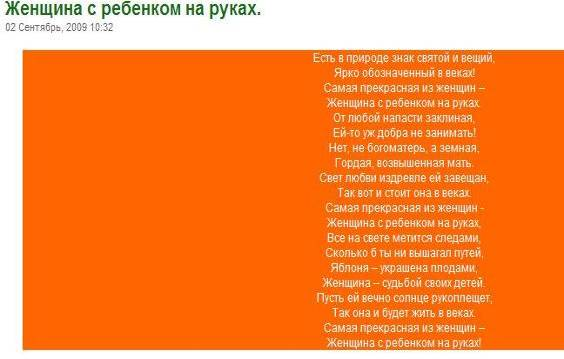 Женщина с ребенком на руках.
02 Сентябрь, 2009 10:32
Есть в природе знак святой и вещий,
Ярко обозначенный в веках!
Самая прекрасная из женщин –
Женщина с ребенком на руках.
От любой напасти заклиная,
Ей-то уж добра не занимать!
Нет, не богоматерь, а земная,
Гордая, возвышенная мать.
Свет любви издревле ей завещан,
Так вот и стоит она в веках.
Самая прекрасная из женщин -
Женщина с ребенком на руках,
Все на свете метится следами,
Сколько б ты ни вышагал путей,
Яблоня – украшена плодами,
Женщина – судьбой своих детей.
Пусть ей вечно солнце рукоплещет,
Так она и будет жить в веках.
Самая прекрасная из женщин –
Женщина с ребенком на руках!